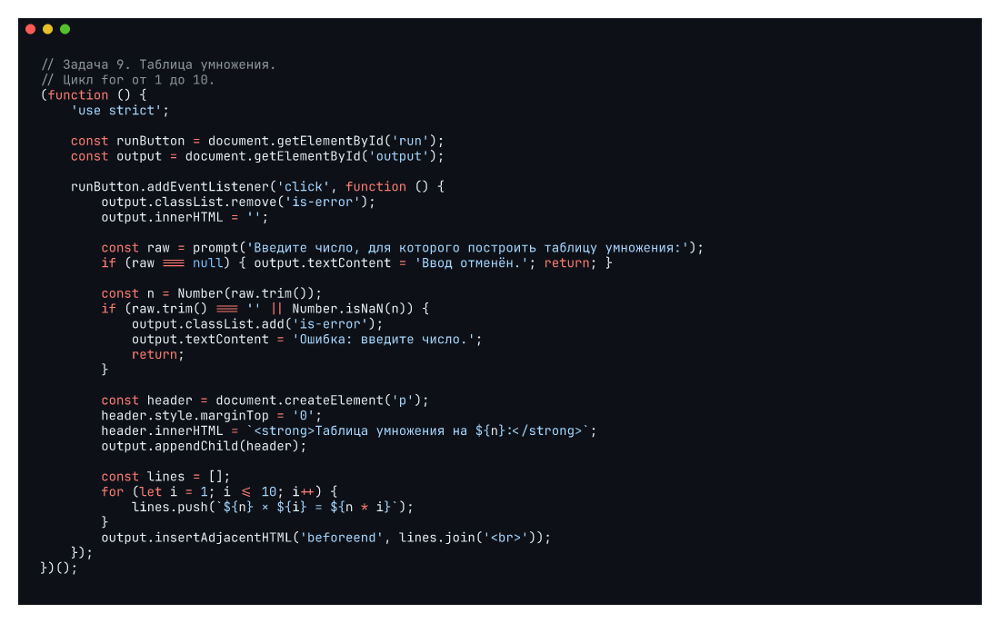 // Задача 9. Таблица умножения.
// Цикл for от 1 до 10.
(function () {
    'use strict';

    const runButton = document.getElementById('run');
    const output = document.getElementById('output');

    runButton.addEventListener('click', function () {
        output.classList.remove('is-error');
        output.innerHTML = '';

        const raw = prompt('Введите число, для которого построить таблицу умножения:');
        if (raw === null) { output.textContent = 'Ввод отменён.'; return; }

        const n = Number(raw.trim());
        if (raw.trim() === '' || Number.isNaN(n)) {
            output.classList.add('is-error');
            output.textContent = 'Ошибка: введите число.';
            return;
        }

        const header = document.createElement('p');
        header.style.marginTop = '0';
        header.innerHTML = `<strong>Таблица умножения на ${n}:</strong>`;
        output.appendChild(header);

        const lines = [];
        for (let i = 1; i <= 10; i++) {
            lines.push(`${n} × ${i} = ${n * i}`);
        }
        output.insertAdjacentHTML('beforeend', lines.join('<br>'));
    });
})();